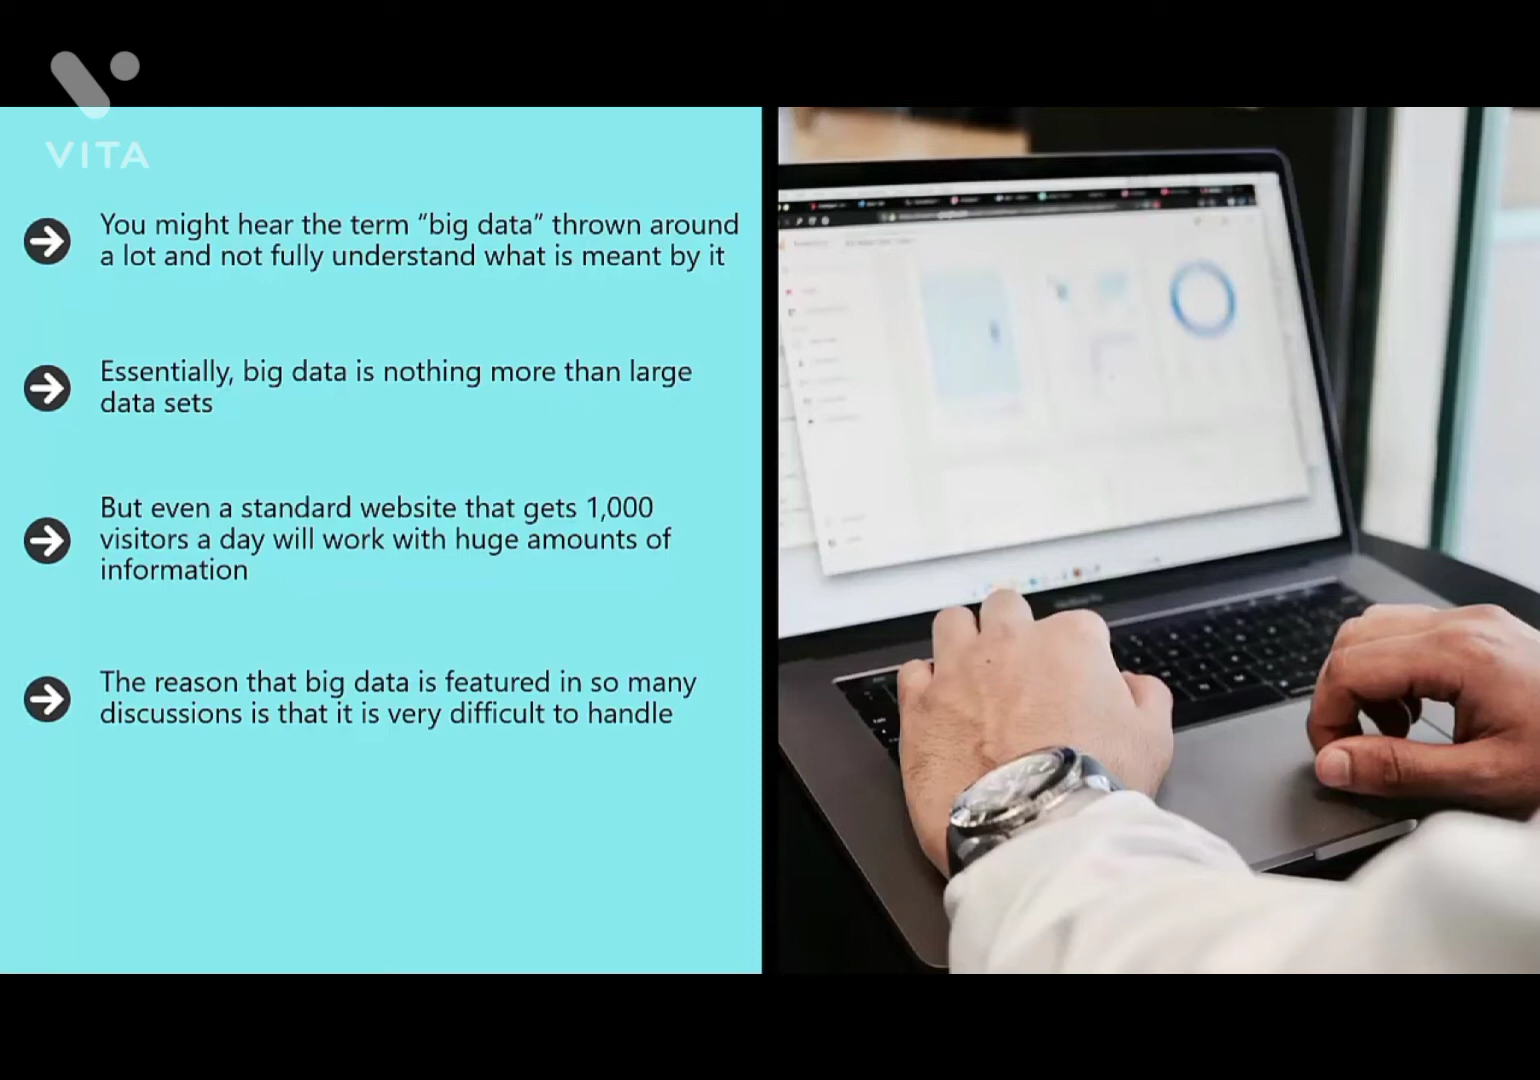 VITA
You might hear the term “big data” thrown around
a lot and not fully understand what is meant by it
Essentially, big data is nothing more than large
data sets
But even a standard website that gets 1,000
visitors a day will work with huge amounts of
information
The reason that big data is featured in so many
discussions is that it is very difficult to handle